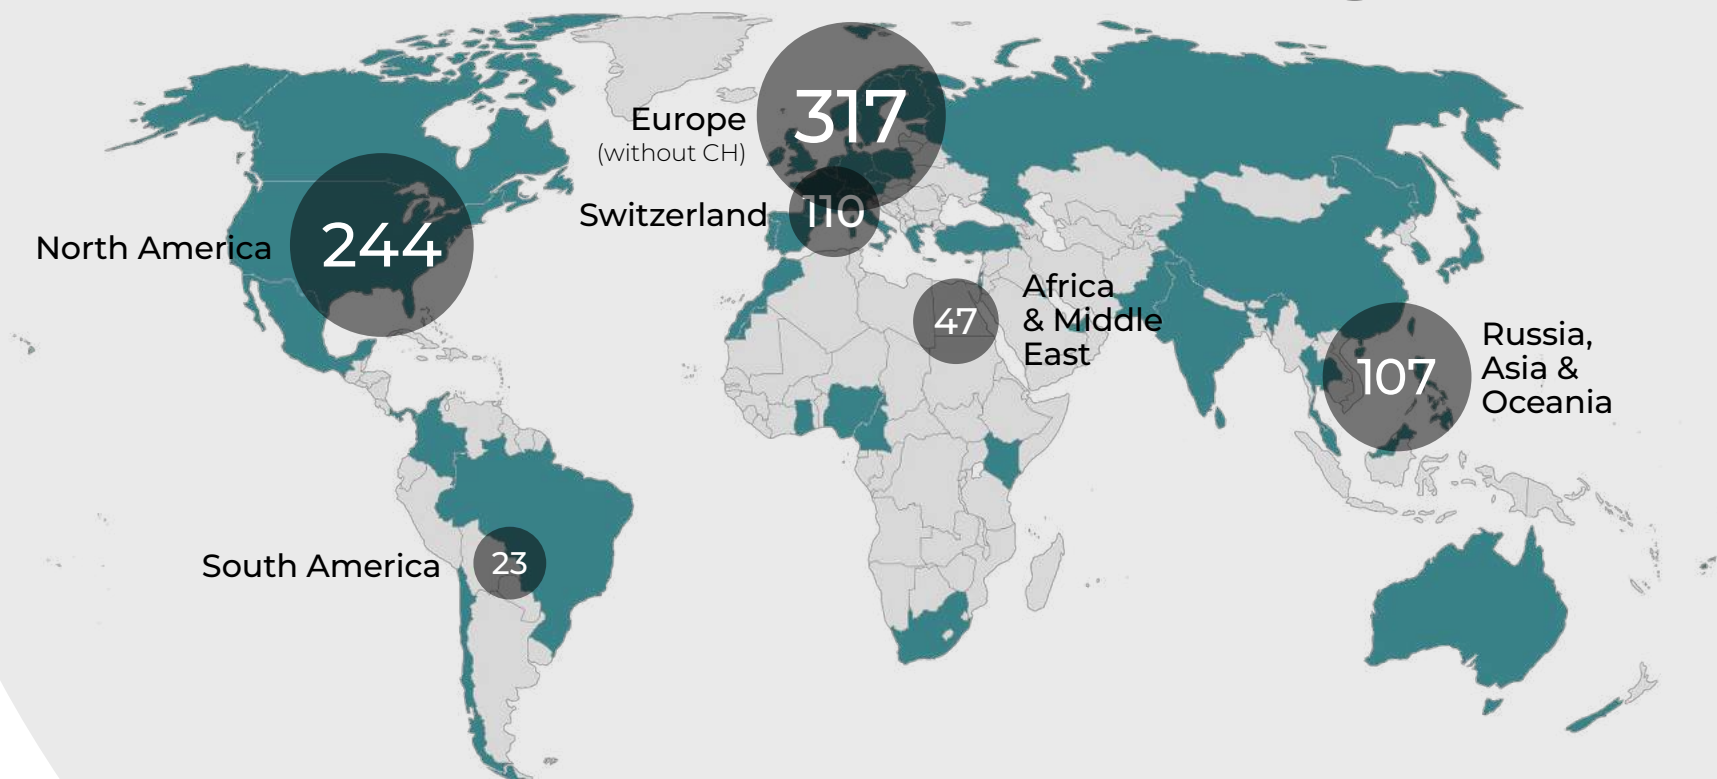 Europe
(without CH)
317
Switzerland
110
North America
244
Africa
& Middle
East
47
Russia,
Asia &
Oceania
107
South America
23